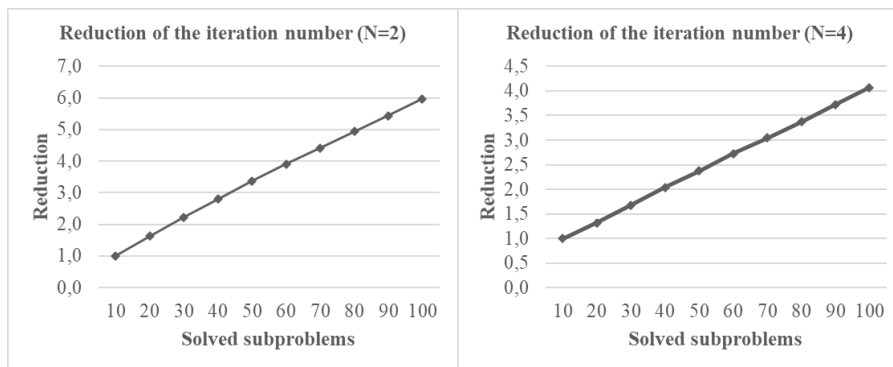 Reduction of the iteration number (N=2)
7,0
6,0
5,0
4,0
3,0
2,0
1,0
0,0
Reduction
10 20 30 40 50 60 70 80 90 100
Solved subproblems
Reduction of the iteration number (N=4)
4,5
4,0
3,5
3,0
2,5
2,0
1,5
1,0
0,5
0,0
Reduction
10 20 30 40 50 60 70 80 90 100
Solved subproblems